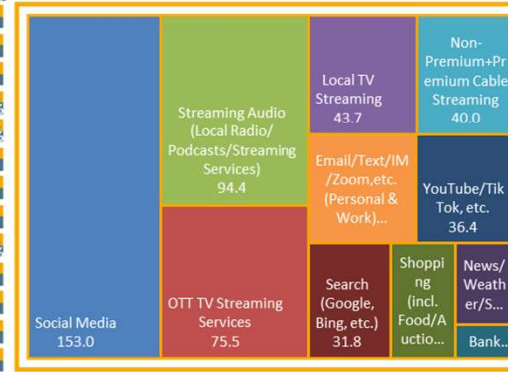 Social Media
153.0
Streaming Audio
(Local Radio/
Podcasts/Streaming
Services)
94.4
OTT TV Streaming
Services
75.5
Local TV
Streaming
43.7
Non-
Premium+Pr
emium Cable
Streaming
40.0
Email/Text/IM
/Zoom,etc.
(Personal &
Work)...
YouTube/Tik
Tok, etc.
36.4
Search
(Google,
Bing, etc.)
31.8
Shoppi
ng
(incl.
Food/A
uctio...
News/
Weath
er/S...
Bank...